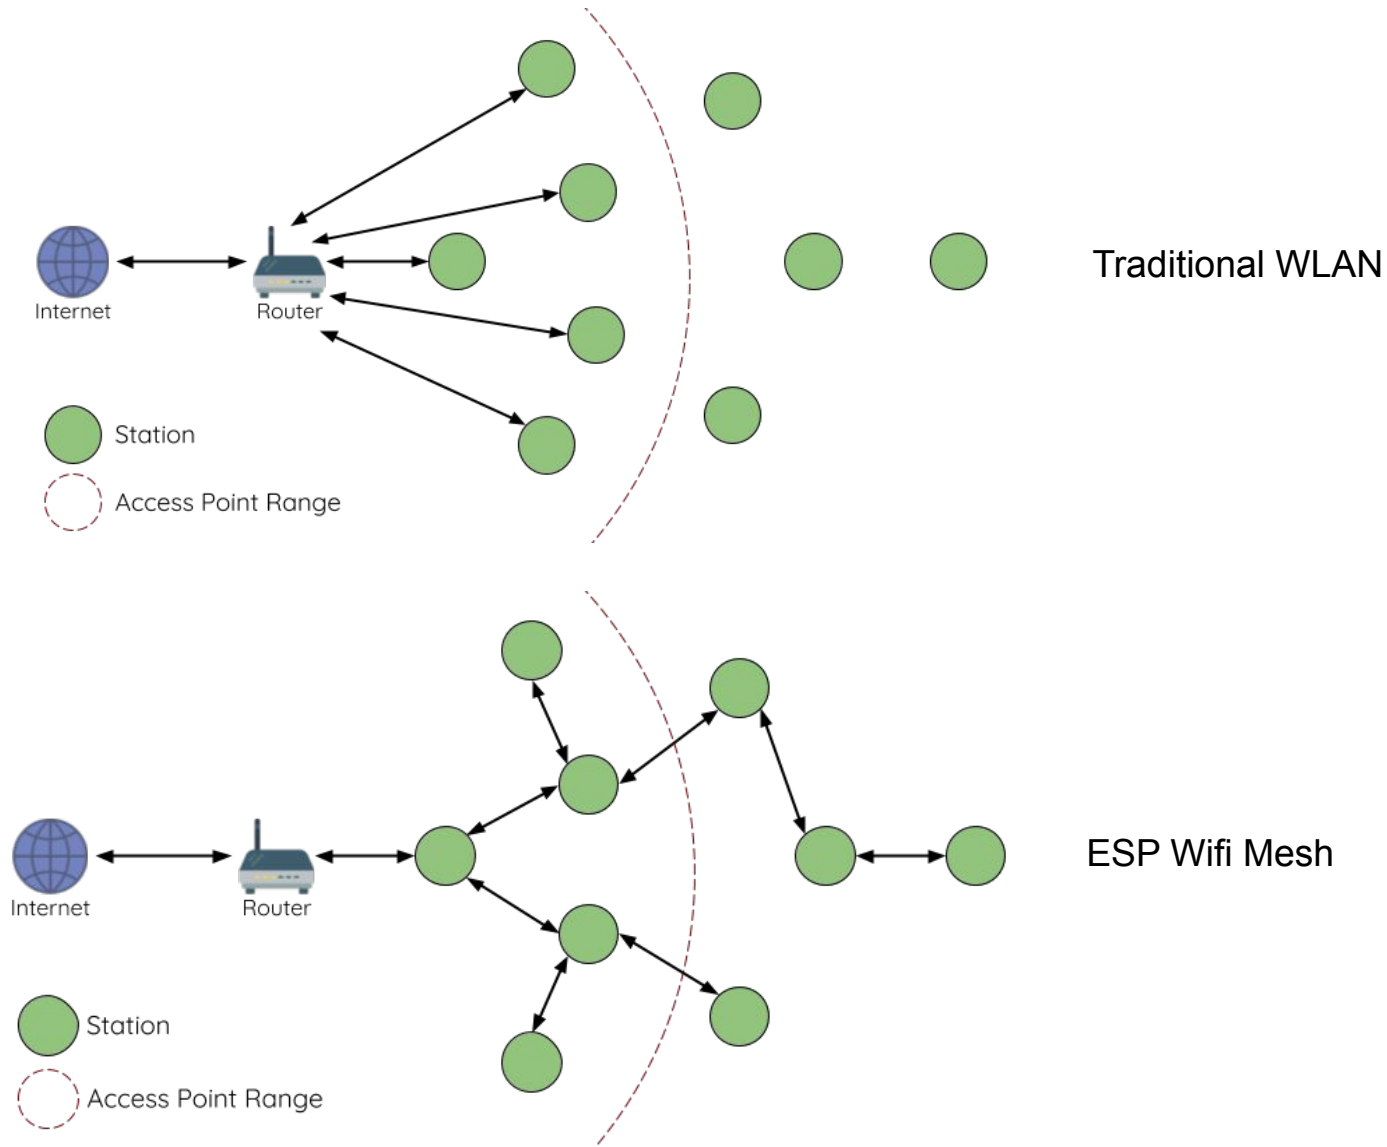 Traditional WLAN
Internet
Router
Station
Access Point Range
ESP Wifi Mesh
Internet
Router
Station
Access Point Range